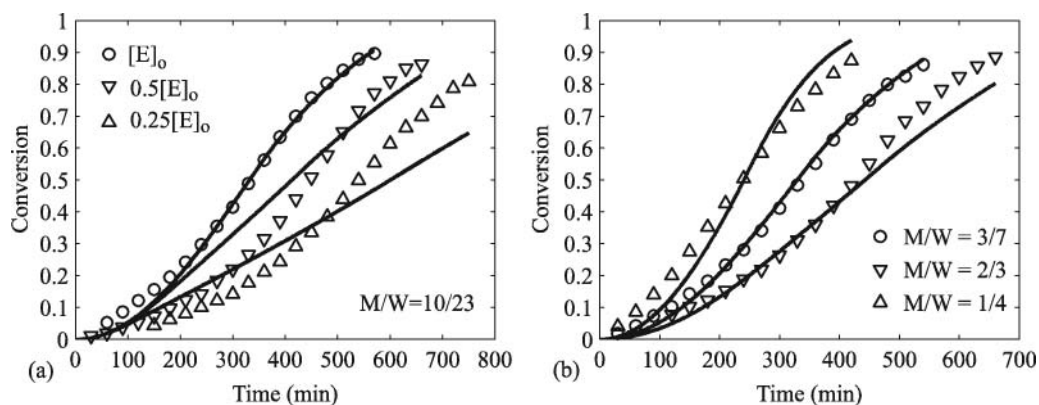 1
0.9
0.8
0.7
0.6
0.5
0.4
0.3
0.2
0.1
0
Conversion
[E]o
0.5[E]o
0.25[E]o
M/W=10/23
0 100 200 300 400 500 600 700 800
(a)
Time (min)
1
0.9
0.8
0.7
0.6
0.5
0.4
0.3
0.2
0.1
0
Conversion
M/W = 3/7
M/W = 2/3
M/W = 1/4
0 100 200 300 400 500 600 700
(b)
Time (min)